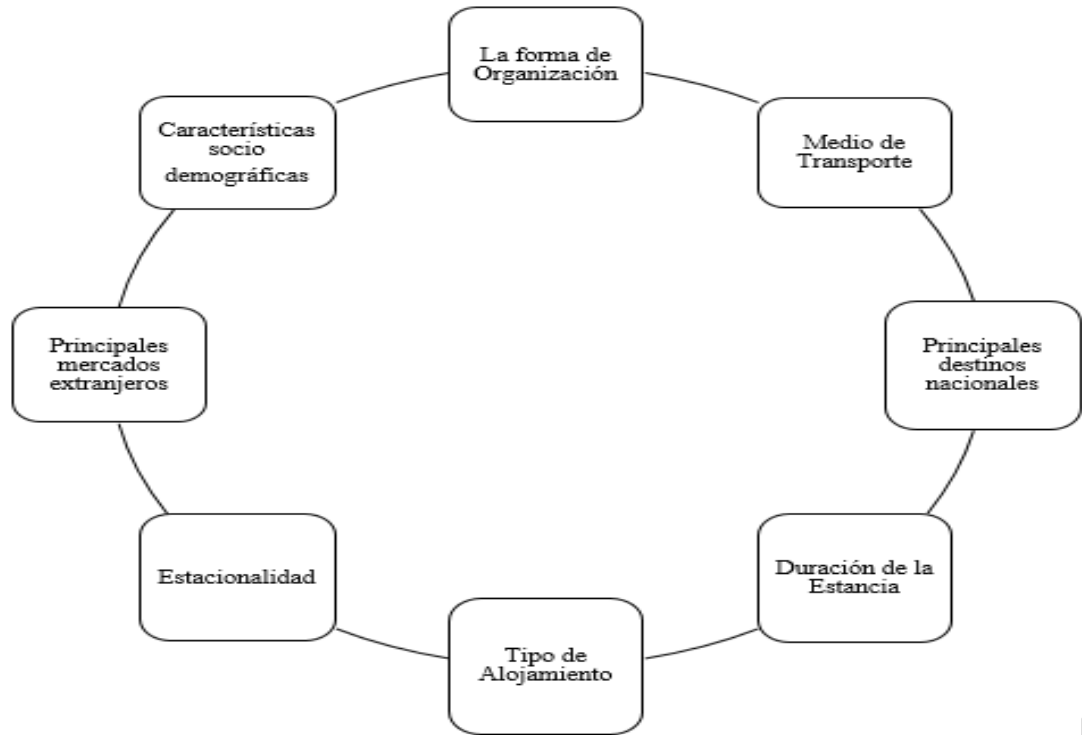 La forma de
Organización
Medio de
Transporte
Principales
destinos
nacionales
Duración de la
Estancia
Tipo de
Alojamiento
Estacionalidad
Principales
mercados
extranjeros
Característícas
socio
demográficas